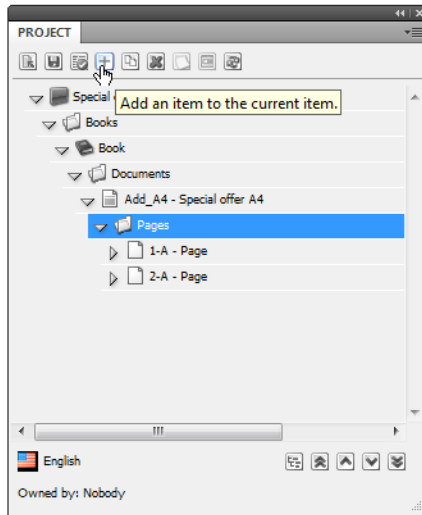 PROJECT
Special
Add an item to the current item.
Books
Book
Documents
Add_A4 - Special offer A4
Pages
1-A - Page
2-A - Page
English
Owned by: Nobody